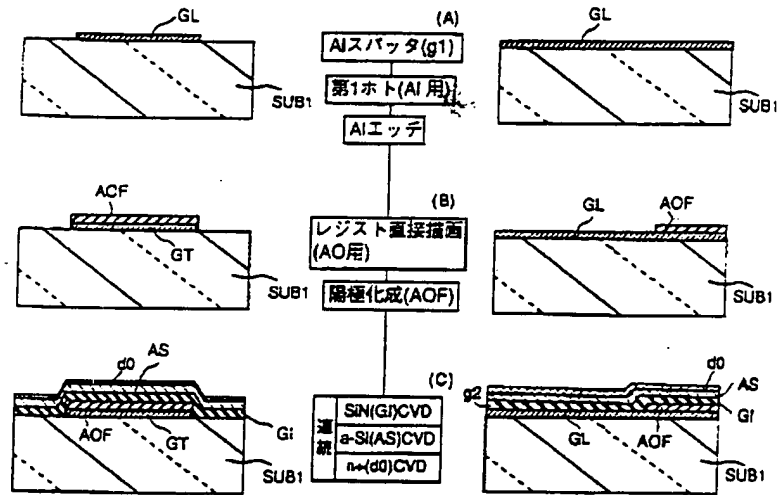 GL
SUB1
(A)
Alスパッタ(g1)
第1ホト(Al 用)
Alエッチ
GL
SUB1
AOF
GT
SUB1
(B)
レジスト直接描画
(AO用)
陽極化成(AOF)
GL
AOF
SUB1
d0
AS
GI
AOF
GT
SUB1
(C)
連続
SiN(GI)CVD
a-Si(AS)CVD
n+(d0)CVD
d0
AS
g2
GI
GL
AOF
SUB1